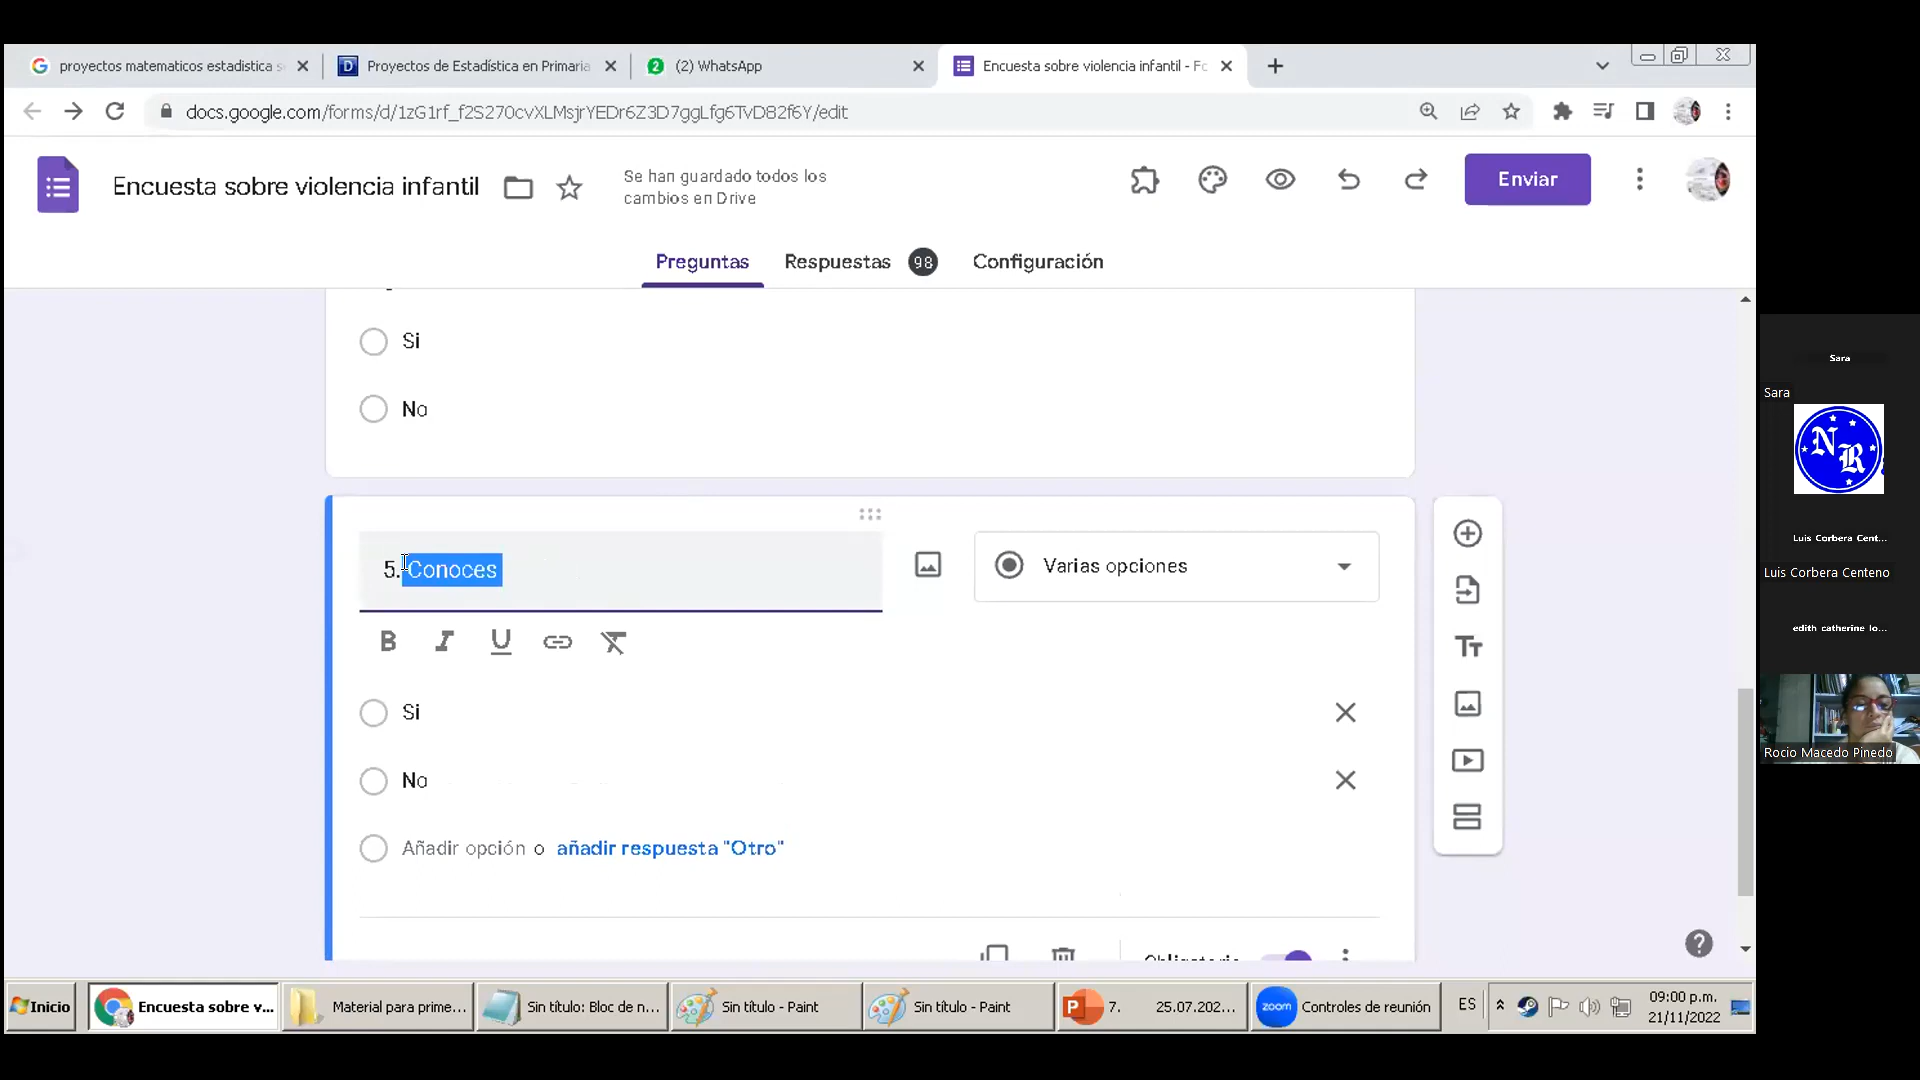 proyectos matematicos estadistica s
Proyectos de Estadística en Primaria
2
(2) WhatsApp
Encuesta sobre violencia infantil - Fo
docs.google.com/forms/d/1zG1rf_f2S270cvXLMsjrYEDr6Z3D7ggLfg6TvD82f6Y/edit
Encuesta sobre violencia infantil
Se han guardado todos los
cambios en Drive
Enviar
Preguntas
Respuestas 98
Configuración
Si
No
5. Conoces
Varias opciones
Si
No
Añadir opción o añadir respuesta "Otro"
Obligatorio
Sara
Sara
N R
Luis Corbera Cent...
Luis Corbera Centeno
edith catherine lo...
Rocio Macedo Pinedo
Inicio
Encuesta sobre v...
Material para prime...
Sin título: Bloc de n...
Sin título - Paint
Sin título - Paint
7. 25.07.202...
zoom
Controles de reunión
ES
09:00 p.m.
21/11/2022